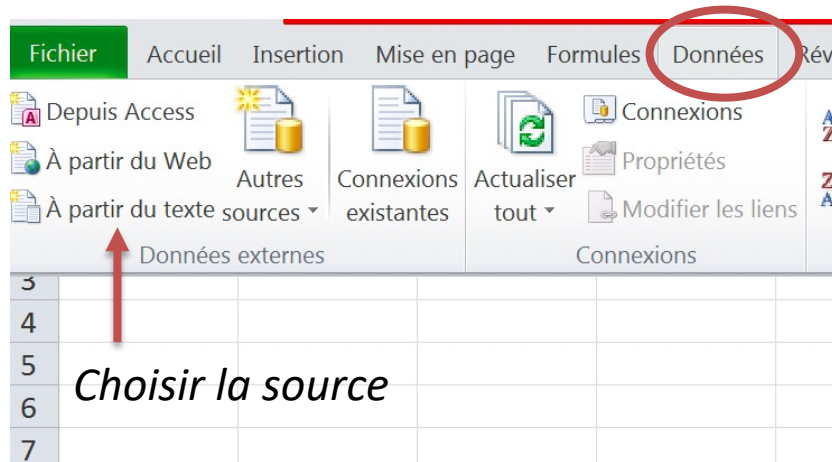 Fichier Accueil Insertion Mise en page Formules Données Rév
Depuis Access
À partir du Web
À partir du texte
Autres
sources
Connexions
existantes
Données externes
Actualiser
tout
Connexions
Propriétés
Modifier les liens
Connexions
A
Z
Z
A
3
4
5
6
7
Choisir la source